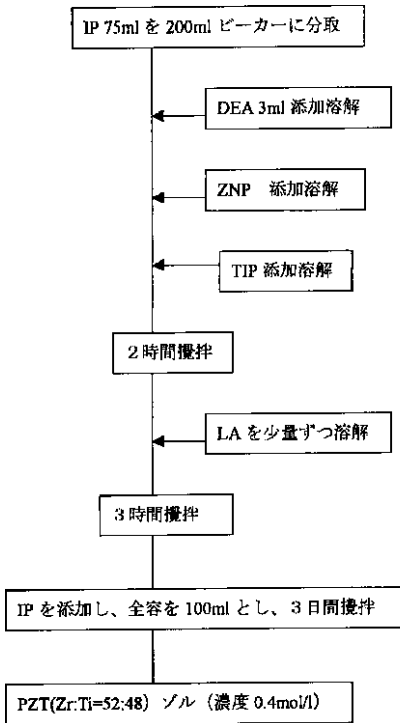 IP 75ml を 200ml ビーカーに分取
DEA 3ml 添加溶解
ZNP 添加溶解
TIP 添加溶解
2時間攪拌
LA を少量ずつ溶解
3時間攪拌
IP を添加し、全容を 100ml とし、3日間攪拌
PZT(Zr:Ti=52:48) ゾル（濃度 0.4mol/l）